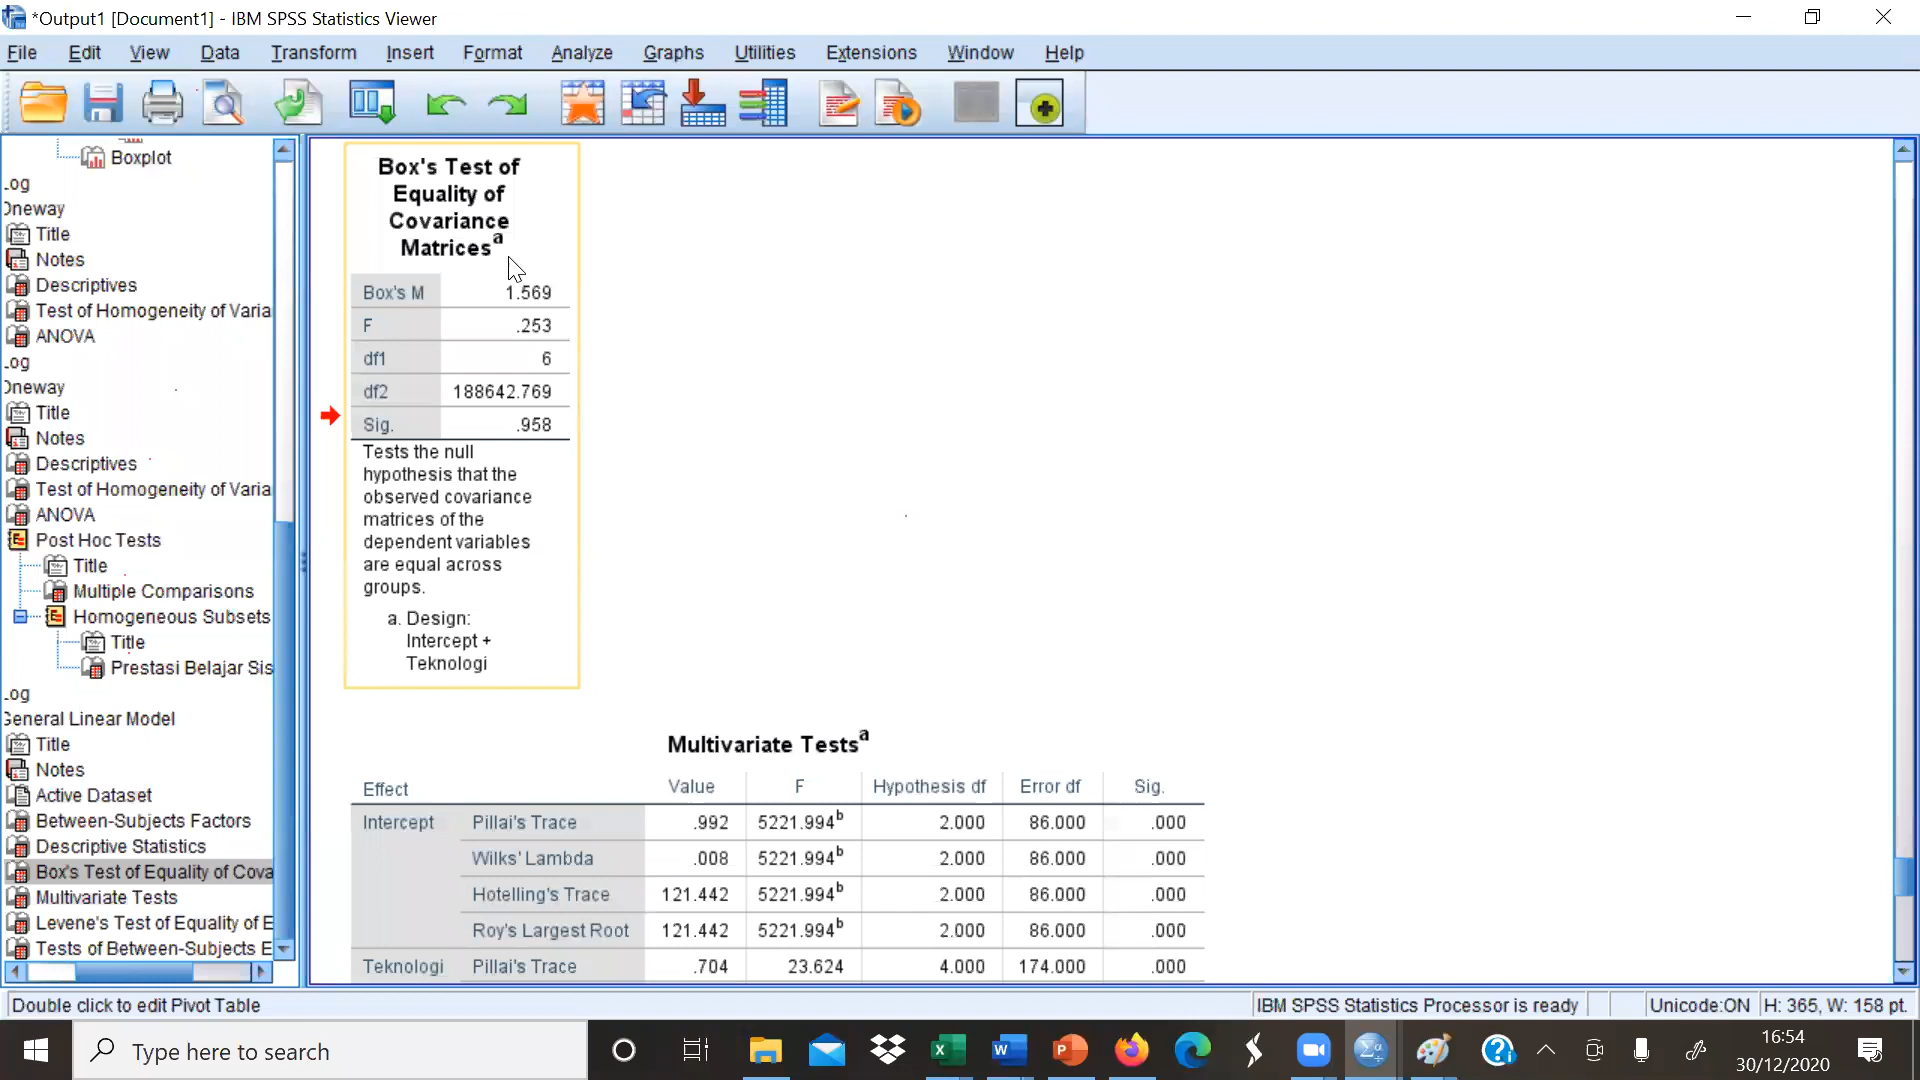 *Output1 [Document1] - IBM SPSS Statistics Viewer
File Edit View Data Transform Insert Format Analyze Graphs Utilities Extensions Window Help
Boxplot
Log
Oneway
Title
Notes
Descriptives
Test of Homogeneity of Varia
ANOVA
Log
Oneway
Title
Notes
Descriptives
Test of Homogeneity of Varia
ANOVA
Post Hoc Tests
Title
Multiple Comparisons
Homogeneous Subsets
Title
Prestasi Belajar Sis
Log
General Linear Model
Title
Notes
Active Dataset
Between-Subjects Factors
Descriptive Statistics
Box's Test of Equality of Cova
Multivariate Tests
Levene's Test of Equality of E
Tests of Between-Subjects E
Box's Test of
Equality of
Covariance
Matrices a
Box's M 1.569
F .253
df1 6
df2 188642.769
Sig. .958
Tests the null
hypothesis that the
observed covariance
matrices of the
dependent variables
are equal across
groups.
a. Design:
Intercept +
Teknologi
Multivariate Tests a
Effect Value F Hypothesis df Error df Sig.
Intercept Pillai's Trace .992 5221.994 b 2.000 86.000 .000
Wilks' Lambda .008 5221.994 b 2.000 86.000 .000
Hotelling's Trace 121.442 5221.994 b 2.000 86.000 .000
Roy's Largest Root 121.442 5221.994 b 2.000 86.000 .000
Teknologi Pillai's Trace .704 23.624 4.000 174.000 .000
Double click to edit Pivot Table IBM SPSS Statistics Processor is ready Unicode:ON H: 365, W: 158 pt.
Type here to search
16:54
30/12/2020